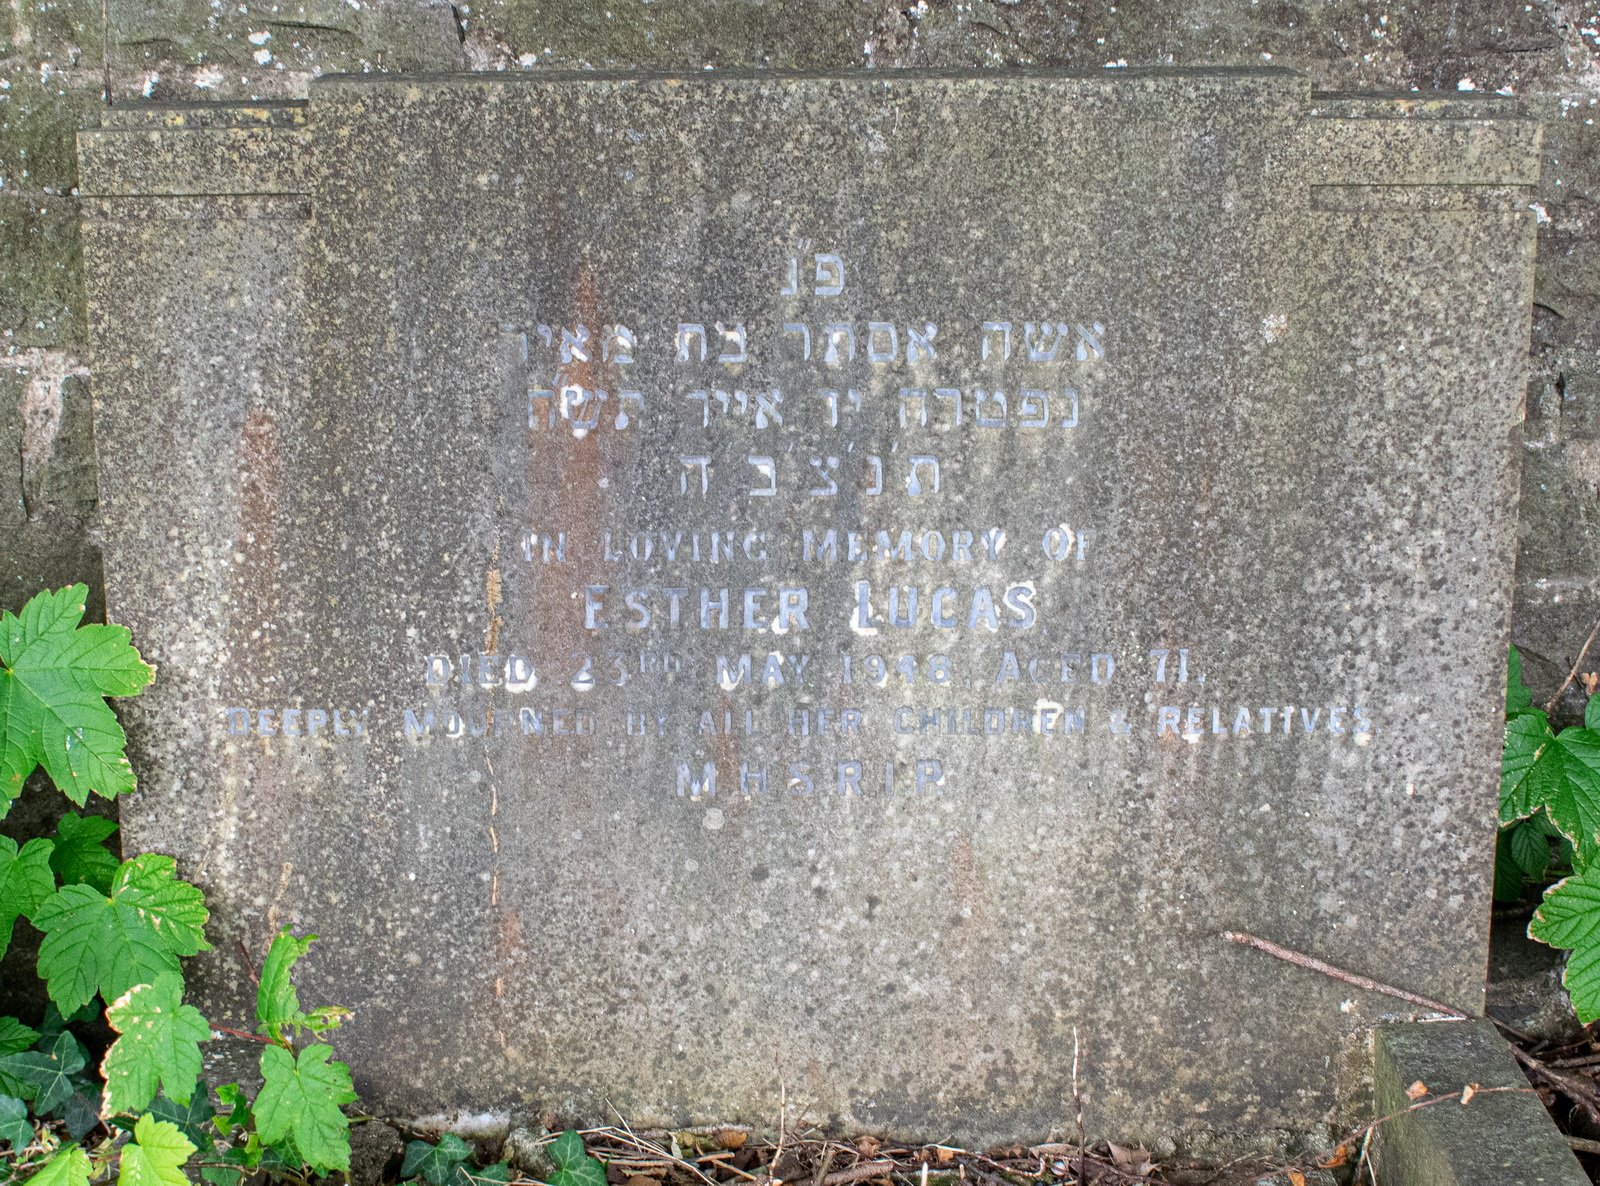 פ"נ
אשה אסתר בת מאיר
נפטרה יד אייר תש"ח
ת'נ'צ'ב'ה
IN LOVING MEMORY OF
ESTHER LUCAS
DIED 23RD MAY 1948, AGED 71.
DEEPLY MOURNED BY ALL HER CHILDREN & RELATIVES.
M H S R I P